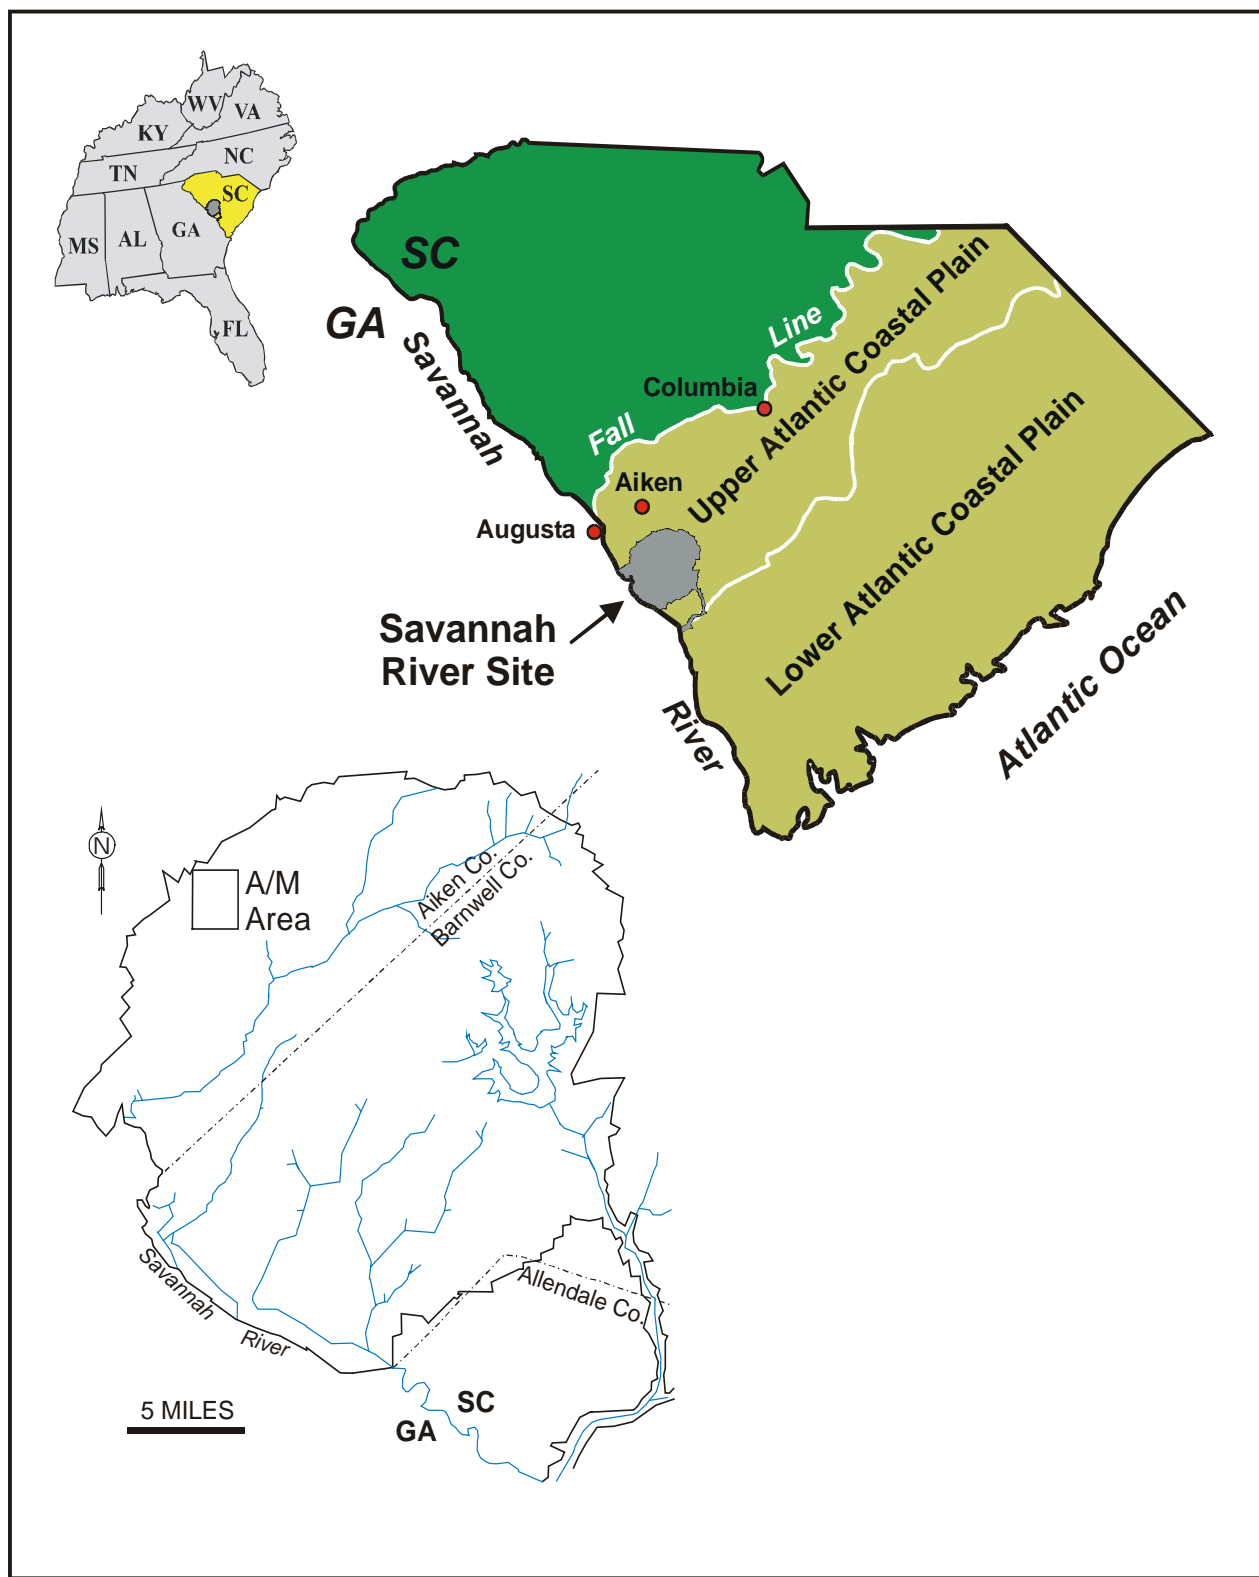 WV
VA
KY
NC
TN
SC
GA
AL
MS
FL
SC
GA
Savannah
River
Fall
Line
Columbia
Aiken
Augusta
Upper Atlantic Coastal Plain
Lower Atlantic Coastal Plain
Atlantic Ocean
Savannah
River Site
N
A/M
Area
Aiken Co.
Barnwell Co.
Savannah
River
Allendale Co.
SC
GA
5 MILES